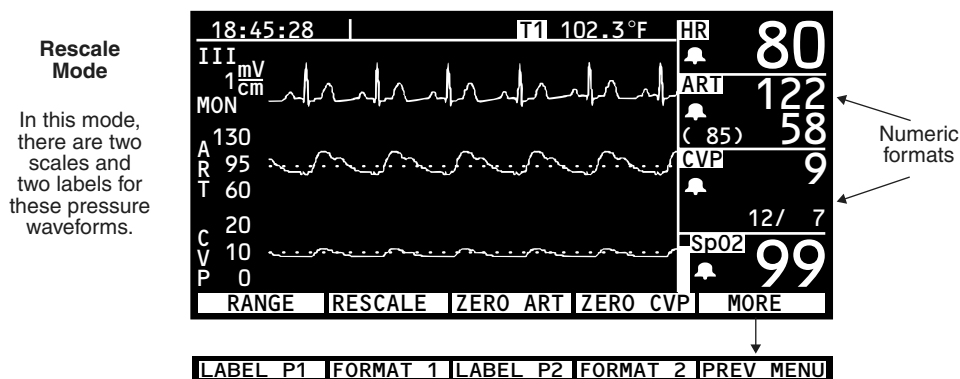 Rescale
Mode
In this mode,
there are two
scales and
two labels for
these pressure
waveforms.
18:45:28
T1 102.3°F
III
1 mV
cm
MON
ART
130
95
60
CVP
20
10
0
HR
80
ART
122
58
( 85)
CVP
9
12/ 7
SpO2
99
Numeric
formats
RANGE RESCALE ZERO ART ZERO CVP MORE
LABEL P1 FORMAT 1 LABEL P2 FORMAT 2 PREV MENU